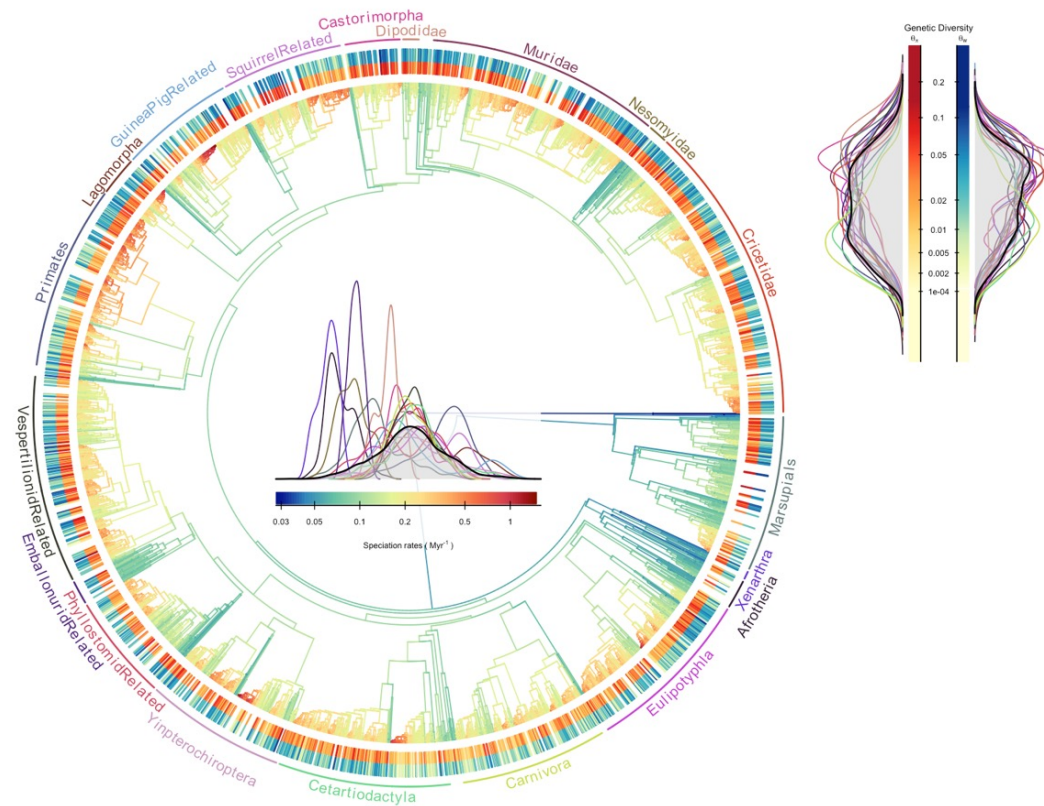 Castorimorpha
Dipodidae
SquirrelRelated
Muridae
GuineaPigRelated
Nesomyidae
Lagomorpha
Primates
Cricetidae
VespertilionidRelated
Marsupials
EmballonuridRelated
Xenarthra
Afrotheria
PhyllostomidRelated
Eulipotyphla
Yinpterochiroptera
Carnivora
Cetartiodactyla
0.03 0.05 0.1 0.2 0.5 1
Speciation rates ( Myr⁻¹ )
Genetic Diversity
0.2
0.1
0.05
0.02
0.01
0.005
0.002
1e-04